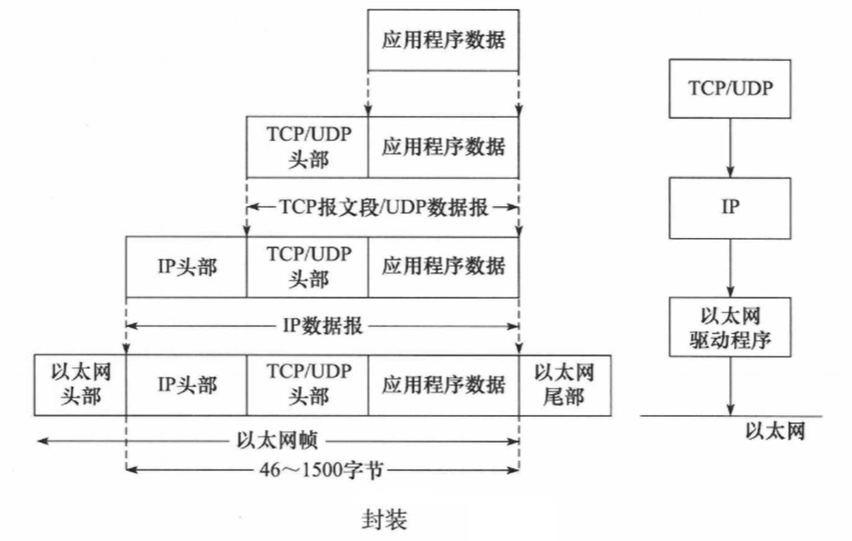 应用程序数据
TCP/UDP
头部
应用程序数据
TCP报文段/UDP数据报
IP头部
TCP/UDP
头部
应用程序数据
IP数据报
以太网
头部
IP头部
TCP/UDP
头部
应用程序数据
以太网
尾部
以太网帧
46～1500字节
TCP/UDP
IP
以太网
驱动程序
以太网
封装